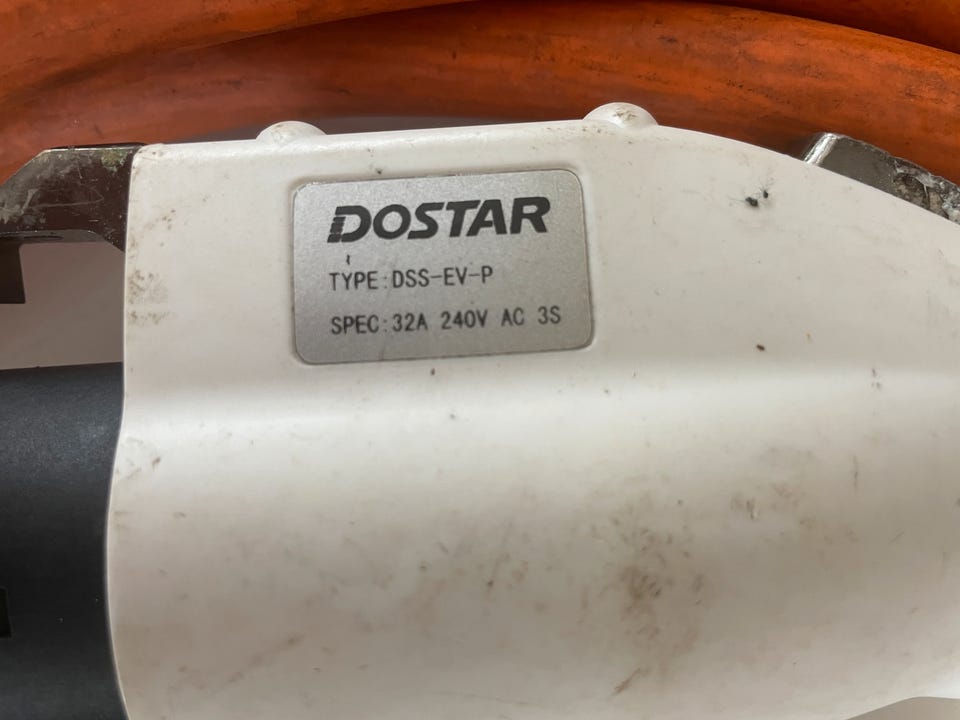 DOSTAR
TYPE:DSS-EV-P
SPEC:32A 240V AC 3S